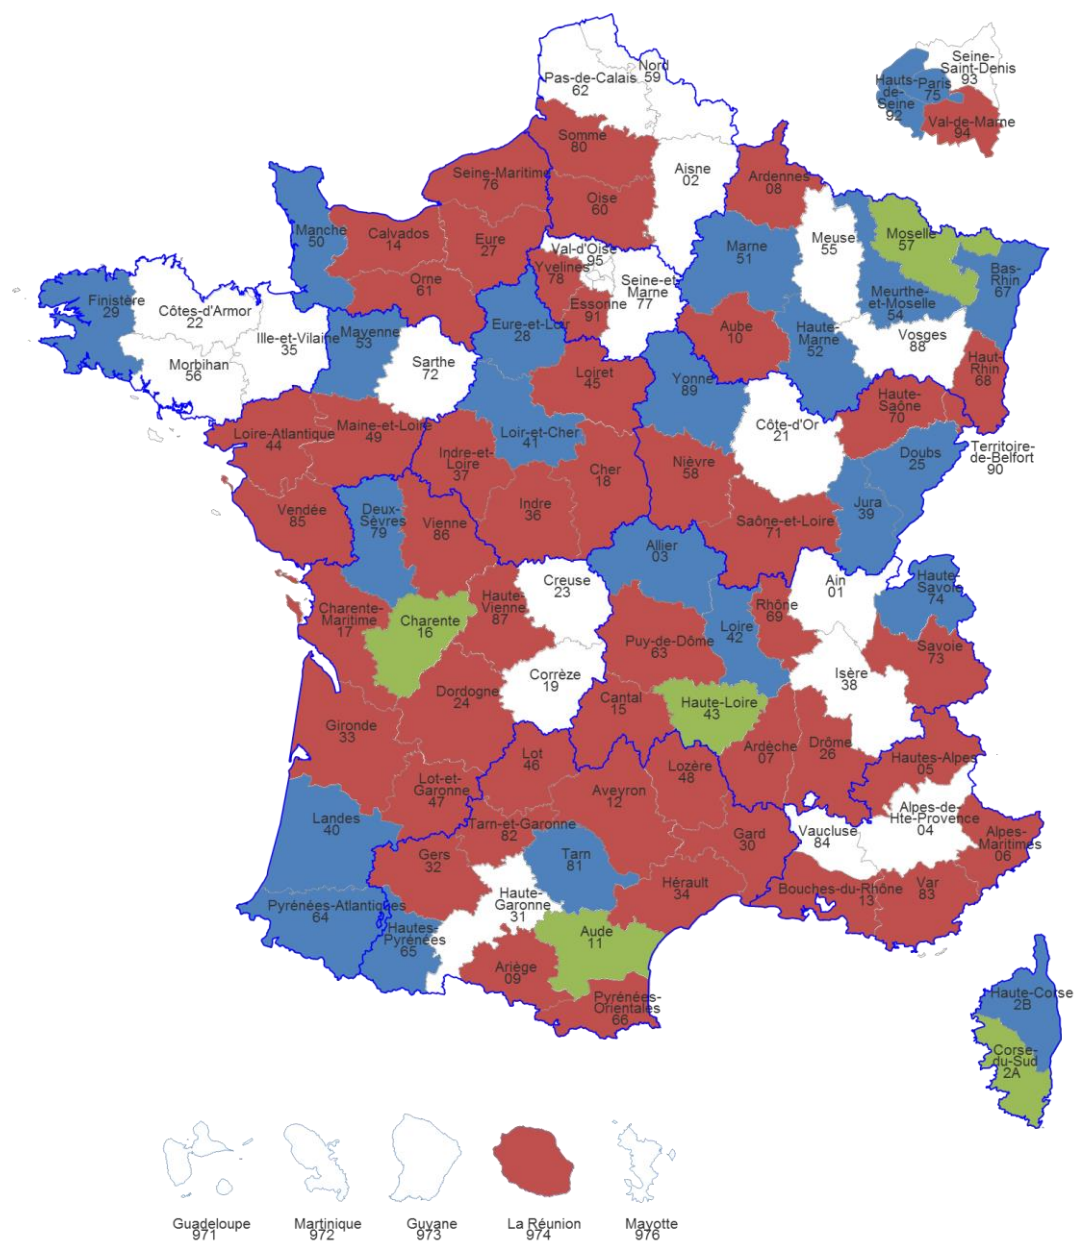 Nord
59
Pas-de-Calais
62
Seine-
Saint-Denis
93
Hauts-
de-
Seine
92
Paris
75
Val-de-Marne
94
Somme
80
Aisne
02
Ardennes
08
Seine-Maritime
76
Oise
60
Manche
50
Calvados
14
Eure
27
Val-d'Oise
95
Marne
51
Meuse
55
Moselle
57
Bas-
Rhin
67
Orne
61
Yvelines
78
Essonne
91
Seine-et-
Marne
77
Meurthe-
et-Moselle
54
Finistère
29
Côtes-d'Armor
22
Ille-et-Vilaine
35
Mayenne
53
Sarthe
72
Eure-et-Loir
28
Aube
10
Haute-
Marne
52
Vosges
88
Haut-
Rhin
68
Morbihan
56
Loiret
45
Yonne
89
Côte-d'Or
21
Haute-
Saône
70
Territoire-
de-Belfort
90
Loire-Atlantique
44
Maine-et-Loire
49
Indre-et-
Loire
37
Loir-et-Cher
41
Cher
18
Nièvre
58
Doubs
25
Jura
39
Vendée
85
Deux-
Sèvres
79
Vienne
86
Indre
36
Saône-et-Loire
71
Allier
03
Creuse
23
Ain
01
Haute-
Savoie
74
Charente-
Maritime
17
Charente
16
Haute-
Vienne
87
Puy-de-Dôme
63
Loire
42
Rhône
69
Savoie
73
Isère
38
Corrèze
19
Dordogne
24
Cantal
15
Haute-Loire
43
Gironde
33
Lot
46
Lozère
48
Ardèche
07
Drôme
26
Hautes-Alpes
05
Lot-et-
Garonne
47
Aveyron
12
Landes
40
Tarn-et-Garonne
82
Tarn
81
Gard
30
Vaucluse
84
Alpes-de-
Hte-Provence
04
Alpes-
Maritimes
06
Gers
32
Haute-
Garonne
31
Hérault
34
Bouches-du-Rhône
13
Var
83
Pyrénées-Atlantiques
64
Hautes-
Pyrénées
65
Aude
11
Ariège
09
Pyrénées-
Orientales
66
Haute-Corse
2B
Corse-
du-Sud
2A
Guadeloupe
971
Martinique
972
Guyane
973
La Réunion
974
Mayotte
976